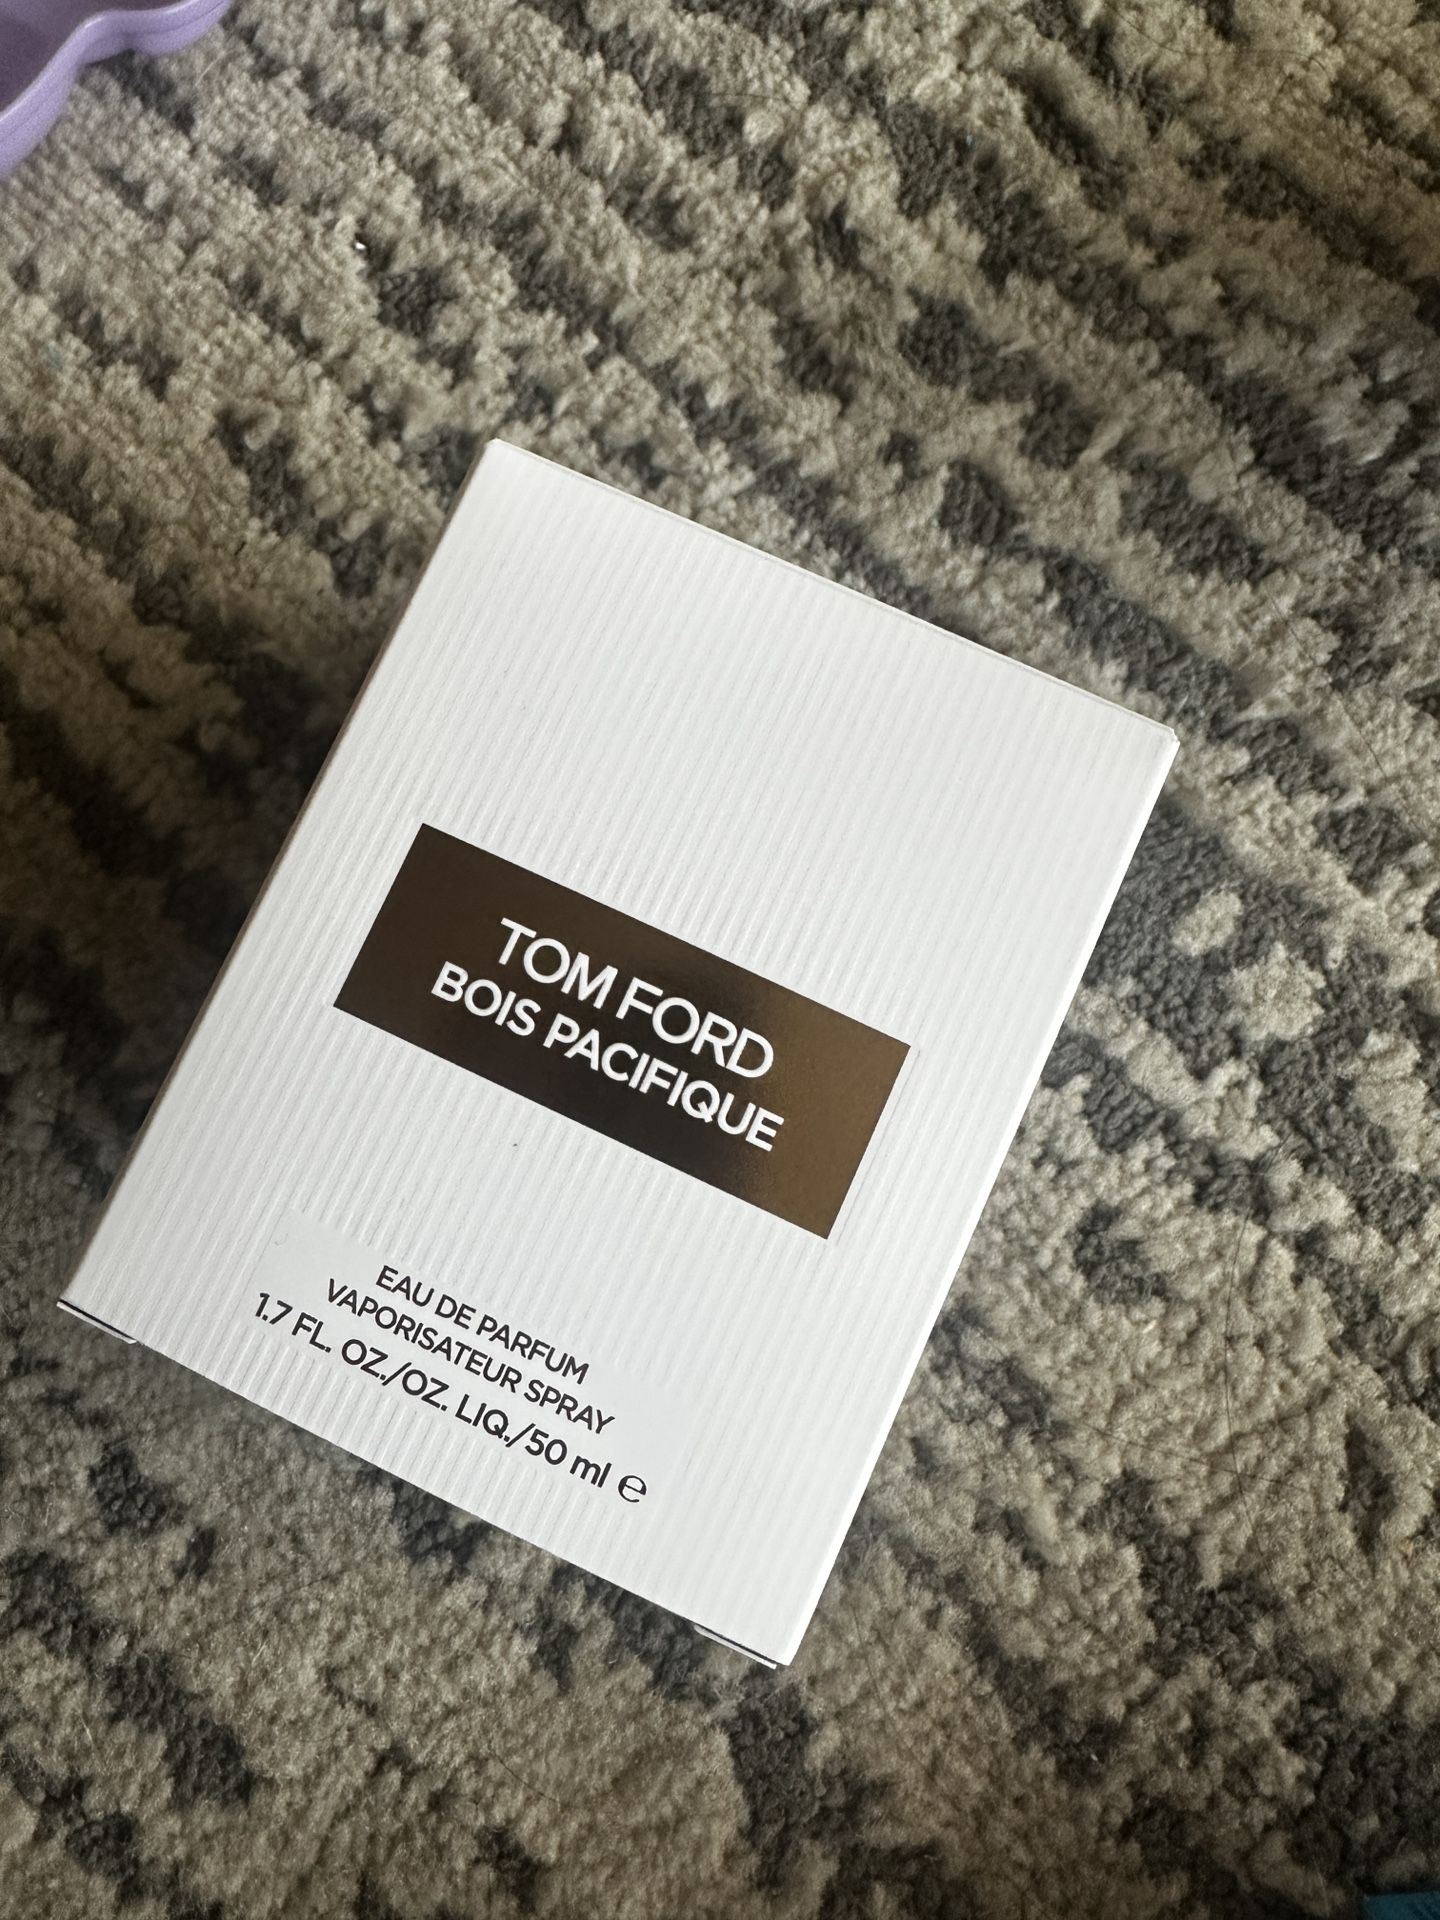 TOM FORD
BOIS PACIFIQUE
EAU DE PARFUM
VAPORISATEUR SPRAY
1.7 FL. OZ./OZ. LIQ./50 ml ℮